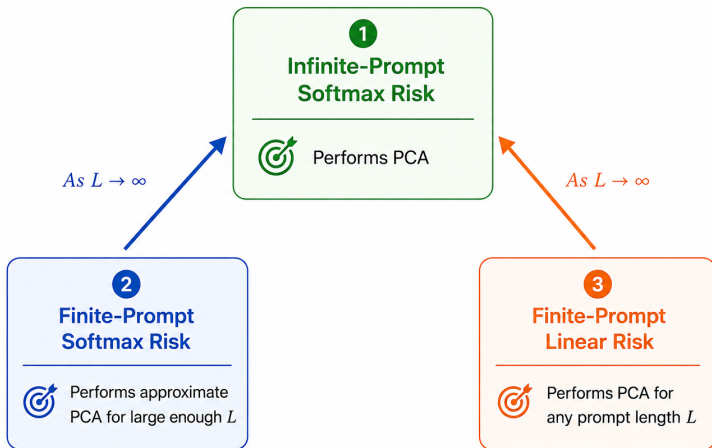 1
Infinite-Prompt
Softmax Risk
Performs PCA
As L → ∞
As L → ∞
2
Finite-Prompt
Softmax Risk
Performs approximate
PCA for large enough L
3
Finite-Prompt
Linear Risk
Performs PCA for
any prompt length L